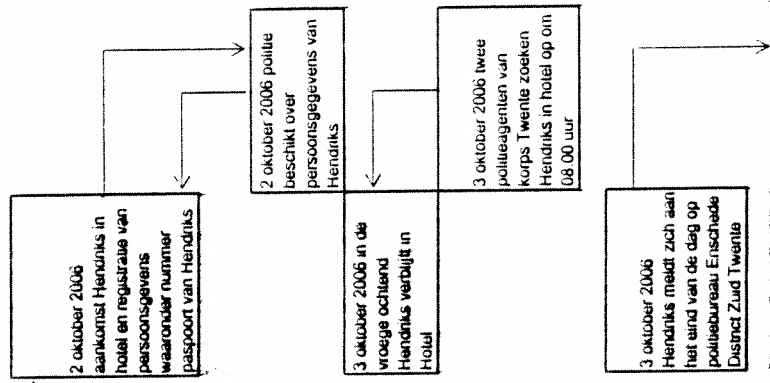 2 oktober 2006
aankomst Hendriks in
hotel en registratie van
persoonsgevens
waaronder nummer
paspoort van Hendriks
2 oktober 2006 politie
beschikt over
persoonsgegevens van
Hendriks
3 oktober 2006 in de
vroege ochtend
Hendriks verblijft in
Hotel
3 oktober 2006 twee
politieagenten van
korps Twente zoeken
Hendriks in hotel op om
08.00 uur
3 oktober 2006
Hendriks meldt zich aan
het eind van de dag op
politiebureau Enschede
District Zuid Twente